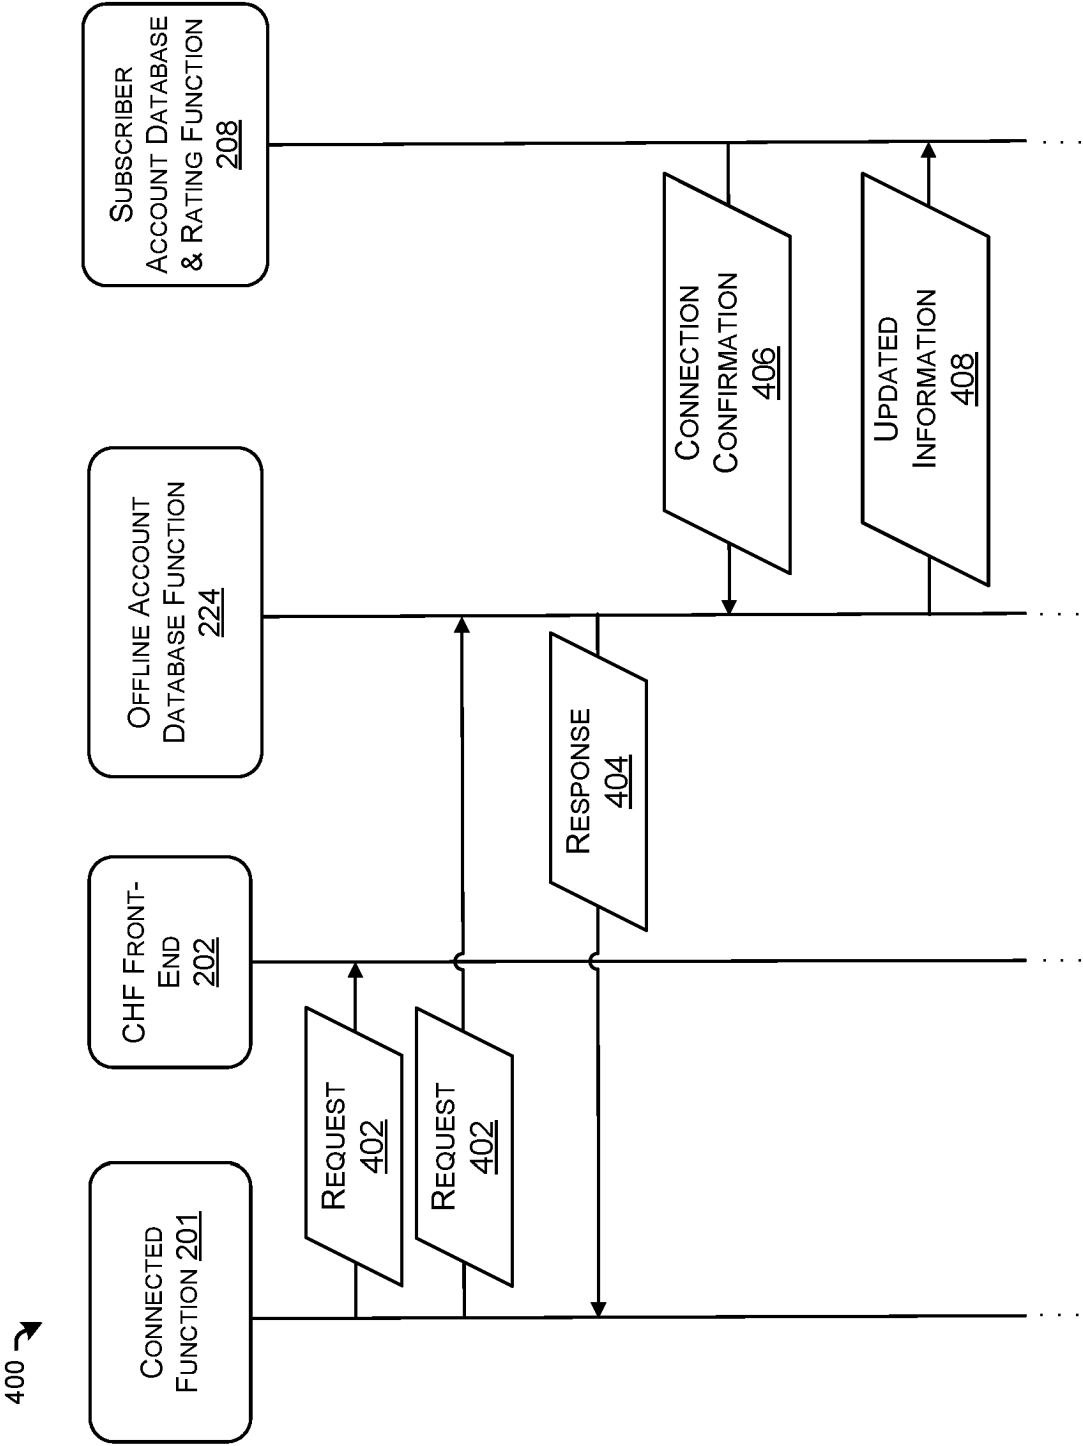 400
CONNECTED
FUNCTION 201
CHF FRONT-
END
202
OFFLINE ACCOUNT
DATABASE FUNCTION
224
SUBSCRIBER
ACCOUNT DATABASE
& RATING FUNCTION
208
REQUEST
402
REQUEST
402
RESPONSE
404
CONNECTION
CONFIRMATION
406
UPDATED
INFORMATION
408